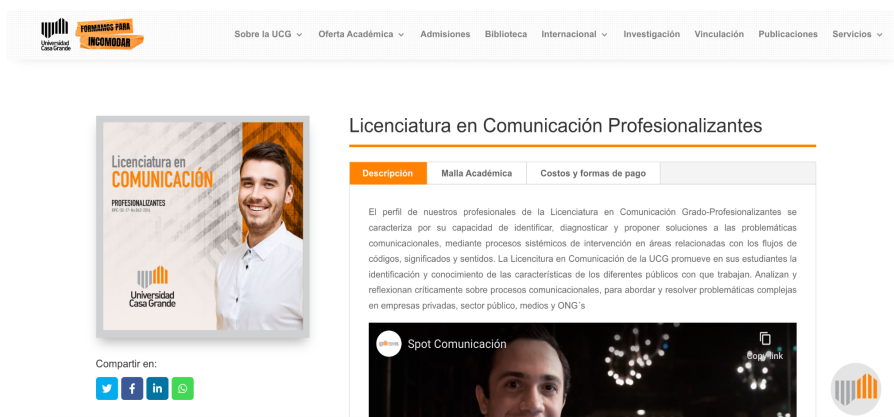 FORMAMOS PARA
INCOMODAR
Universidad
Casa Grande
Sobre la UCG
Oferta Académica
Admisiones
Biblioteca
Internacional
Investigación
Vinculación
Publicaciones
Servicios
Licenciatura en
COMUNICACIÓN
PROFESIONALIZANTES
Universidad
Casa Grande
Compartir en:
Licenciatura en Comunicación Profesionalizantes
Descripción
Malla Académica
Costos y formas de pago
El perfil de nuestros profesionales de la Licenciatura en Comunicación Grado-Profesionalizantes se
caracteriza por su capacidad de identificar, diagnosticar y proponer soluciones a las problemáticas
comunicacionales, mediante procesos sistémicos de intervención en áreas relacionadas con los flujos de
códigos, significados y sentidos. La Licencitura en Comunicación de la UCG promueve en sus estudiantes la
identificación y conocimiento de las características de los diferentes públicos con que trabajan. Analizan y
reflexionan críticamente sobre procesos comunicacionales, para abordar y resolver problemáticas complejas
en empresas privadas, sector público, medios y ONG´s
Spot Comunicación
Copy link